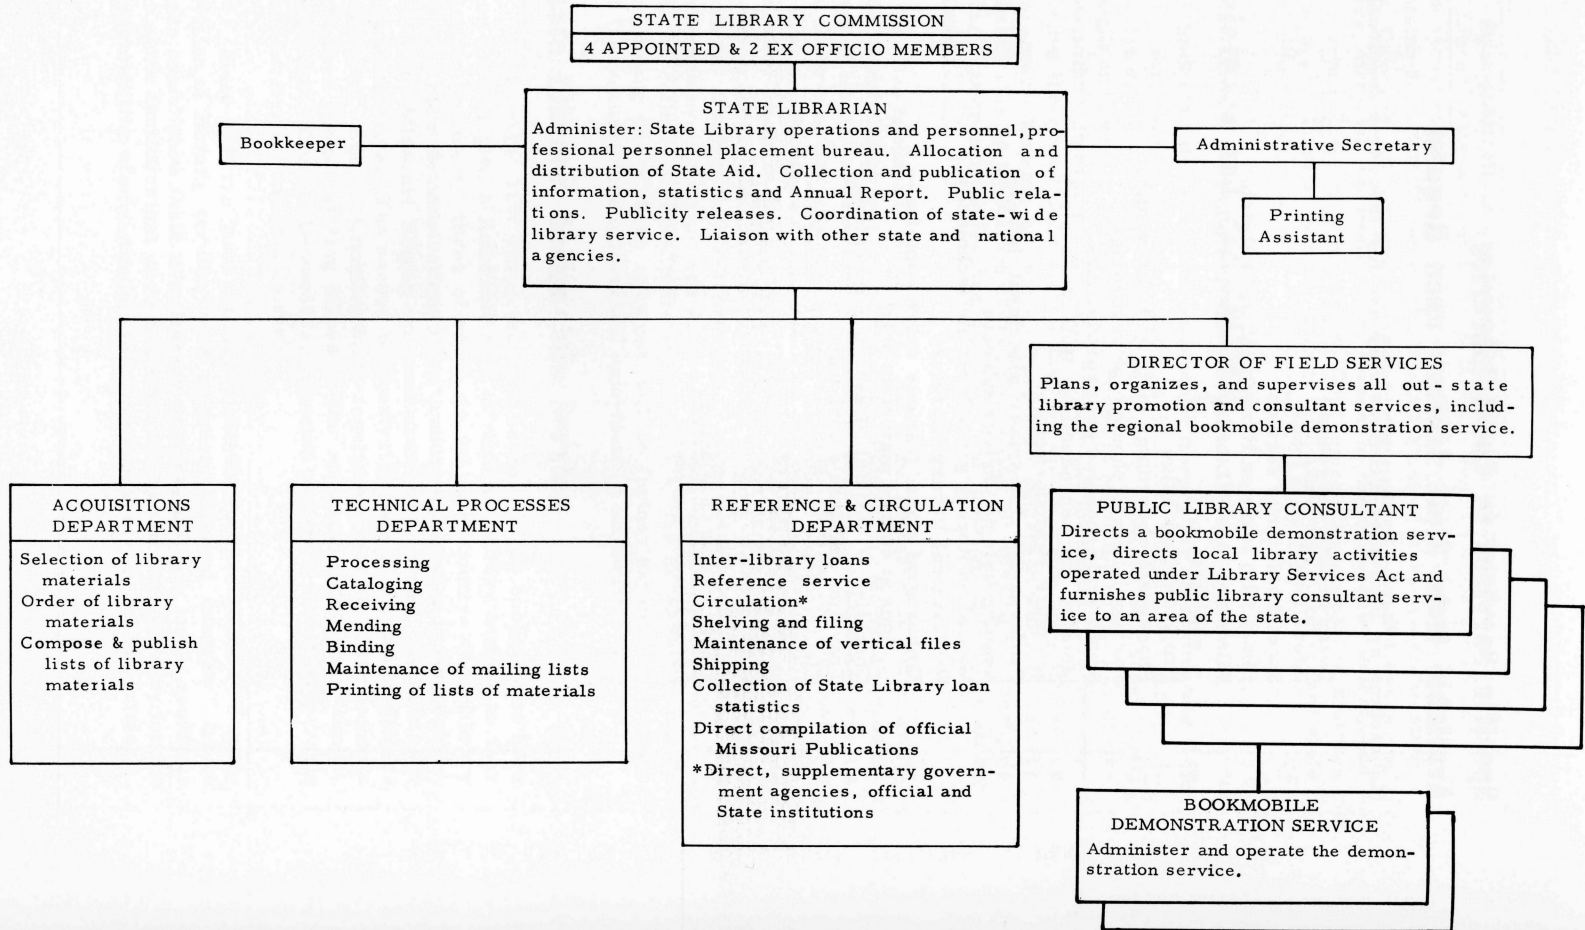 STATE LIBRARY COMMISSION
4 APPOINTED & 2 EX OFFICIO MEMBERS
STATE LIBRARIAN
Administer: State Library operations and personnel, pro-
fessional personnel placement bureau. Allocation and
distribution of State Aid. Collection and publication of
information, statistics and Annual Report. Public rela-
tions. Publicity releases. Coordination of state-wide
library service. Liaison with other state and national
agencies.
Bookkeeper
Administrative Secretary
Printing
Assistant
DIRECTOR OF FIELD SERVICES
Plans, organizes, and supervises all out-state
library promotion and consultant services, includ-
ing the regional bookmobile demonstration service.
ACQUISITIONS
DEPARTMENT
Selection of library
materials
Order of library
materials
Compose & publish
lists of library
materials
TECHNICAL PROCESSES
DEPARTMENT
Processing
Cataloging
Receiving
Mending
Binding
Maintenance of mailing lists
Printing of lists of materials
REFERENCE & CIRCULATION
DEPARTMENT
Inter-library loans
Reference service
Circulation*
Shelving and filing
Maintenance of vertical files
Shipping
Collection of State Library loan
statistics
Direct compilation of official
Missouri Publications
*Direct, supplementary govern-
ment agencies, official and
State institutions
PUBLIC LIBRARY CONSULTANT
Directs a bookmobile demonstration serv-
ice, directs local library activities
operated under Library Services Act and
furnishes public library consultant serv-
ice to an area of the state.
BOOKMOBILE
DEMONSTRATION SERVICE
Administer and operate the demon-
stration service.